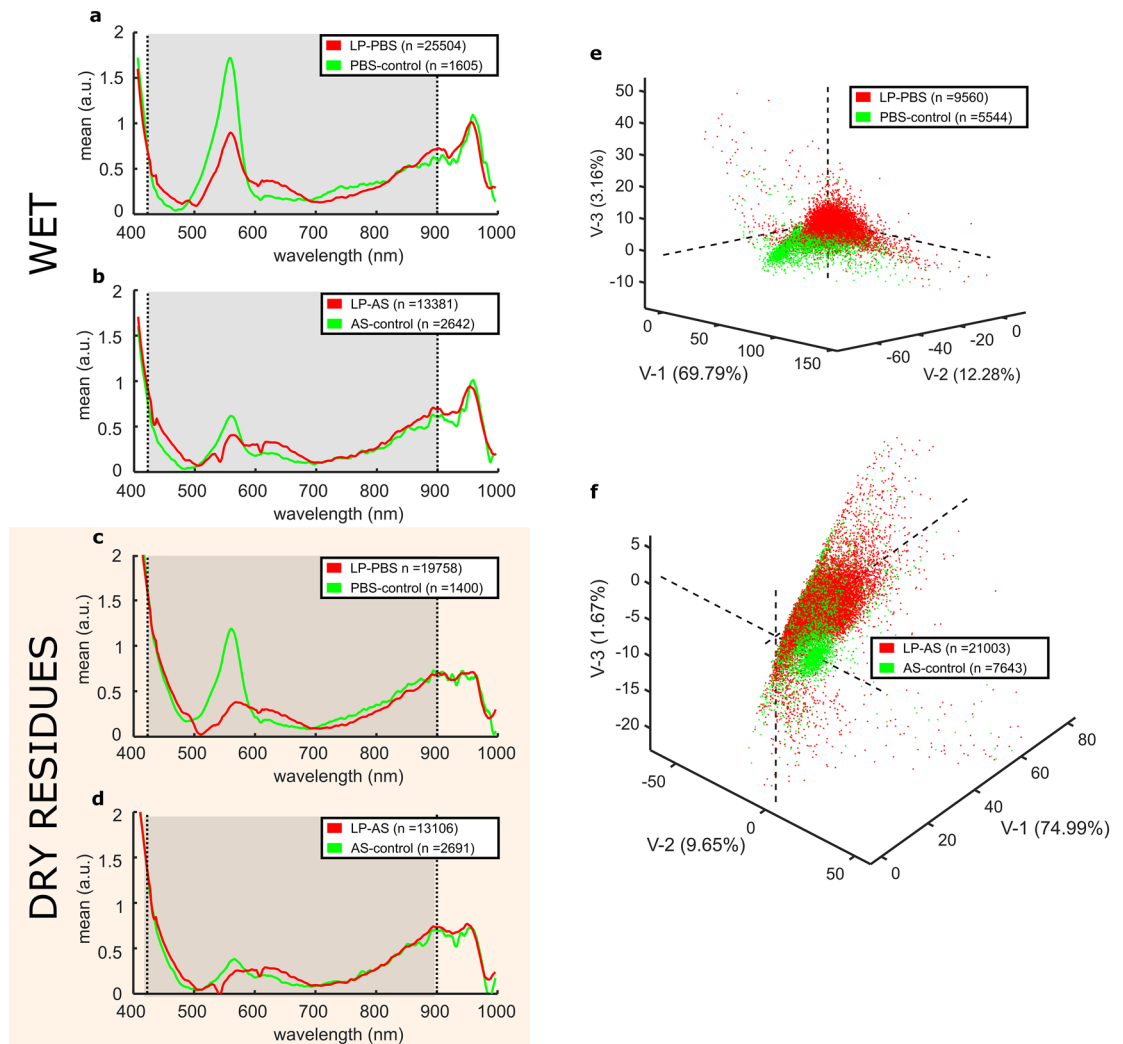 WET
a
2
1.5
1
0.5
0
mean (a.u.)
LP-PBS (n =25504)
PBS-control (n =1605)
400 500 600 700 800 900 1000
wavelength (nm)
b
2
1.5
1
0.5
0
mean (a.u.)
LP-AS (n =13381)
AS-control (n =2642)
400 500 600 700 800 900 1000
wavelength (nm)
DRY RESIDUES
c
2
1.5
1
0.5
0
mean (a.u.)
LP-PBS n =19758)
PBS-control (n =1400)
400 500 600 700 800 900 1000
wavelength (nm)
d
2
1.5
1
0.5
0
mean (a.u.)
LP-AS (n =13106)
AS-control (n =2691)
400 500 600 700 800 900 1000
wavelength (nm)
e
LP-PBS (n =9560)
PBS-control (n =5544)
50
40
30
20
10
0
-10
V-3 (3.16%)
0 50 100 150
V-1 (69.79%)
-60 -40 -20 0
V-2 (12.28%)
f
5
0
-5
-10
-15
-20
V-3 (1.67%)
LP-AS (n =21003)
AS-control (n =7643)
-50 0 50
V-2 (9.65%)
0 20 40 60 80
V-1 (74.99%)